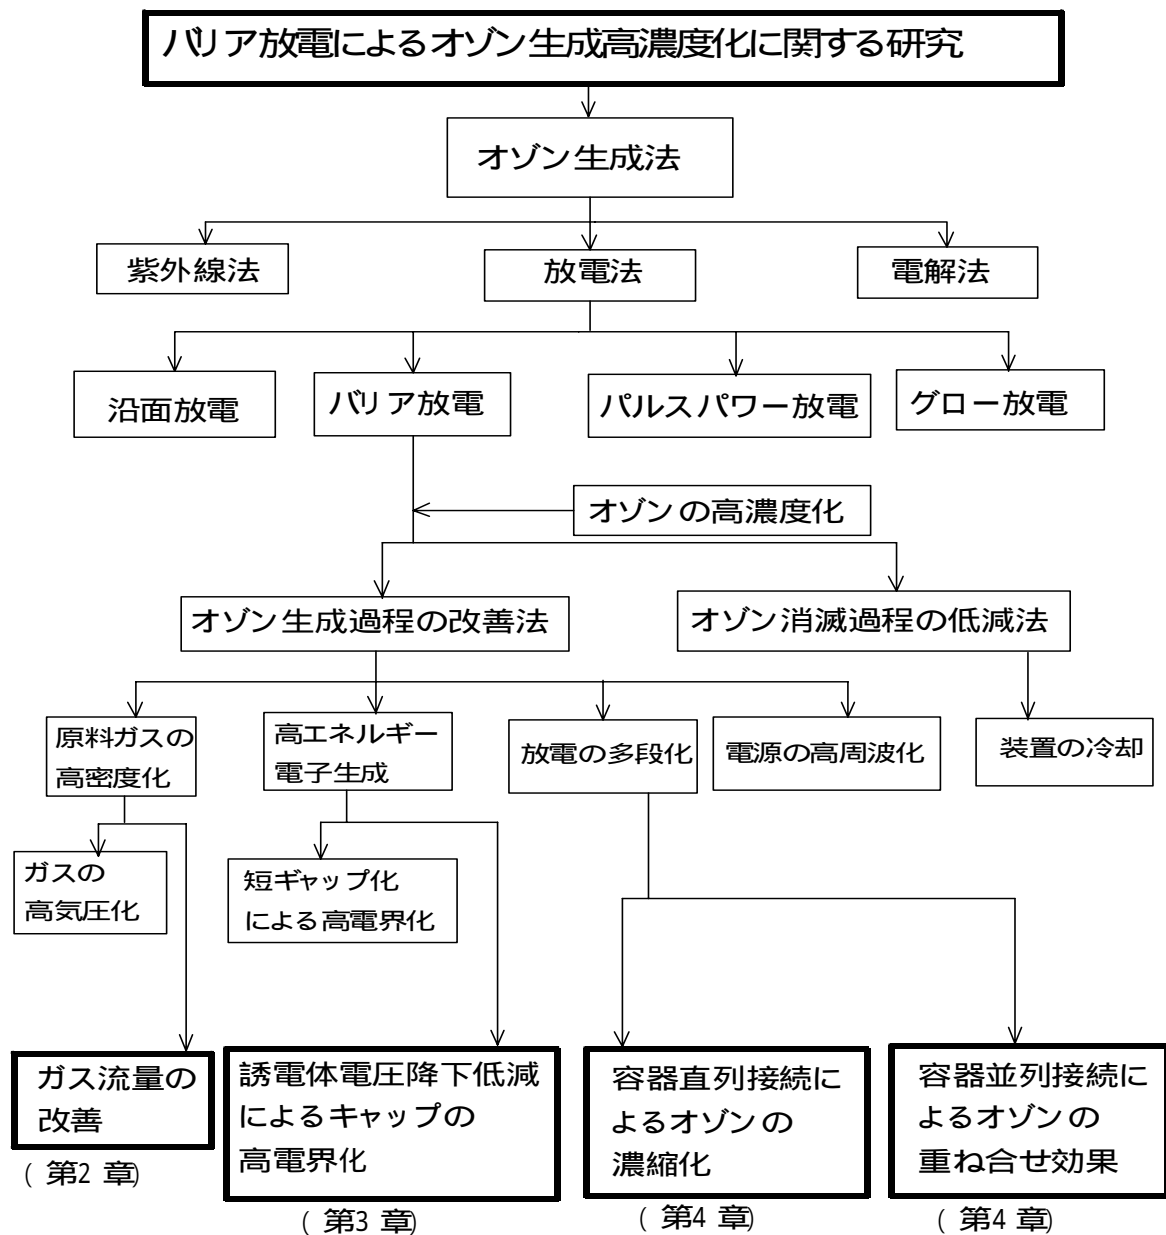 バリア放電によるオゾン生成高濃度化に関する研究
オゾン生成法
紫外線法
放電法
電解法
沿面放電
バリア放電
パルスパワー放電
グロー放電
オゾンの高濃度化
オゾン生成過程の改善法
オゾン消滅過程の低減法
原料ガスの
高密度化
高エネルギー
電子生成
放電の多段化
電源の高周波化
装置の冷却
ガスの
高気圧化
短ギャップ化
による高電界化
ガス流量の
改善
(第2章)
誘電体電圧降下低減
によるキャップの
高電界化
(第3章)
容器直列接続に
よるオゾンの
濃縮化
(第4章)
容器並列接続に
よるオゾンの
重ね合せ効果
(第4章)